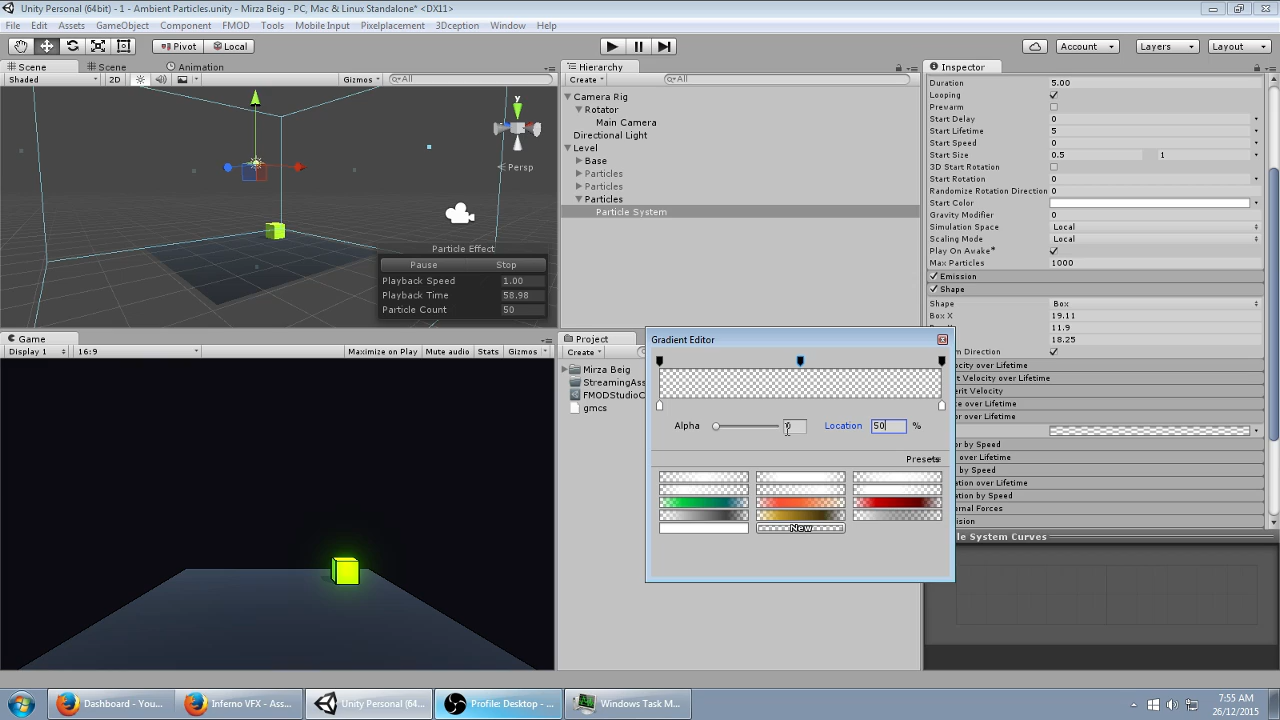 Unity Personal (64bit) - 1 - Ambient Particles.unity - Mirza Beig - PC, Mac & Linux Standalone* <DX11>
File Edit Assets GameObject Component FMOD Tools Mobile Input Pixelplacement 3Dception Window Help
Pivot Local Account Layers Layout
Scene Scene Animation
Shaded 2D Gizmos All
y
Persp
Particle Effect
Pause Stop
Playback Speed 1.00
Playback Time 58.98
Particle Count 50
Hierarchy
Create All
Camera Rig
Rotator
Main Camera
Directional Light
Level
Base
Particles
Particles
Particles
Particle System
Inspector
Duration 5.00
Looping
Prewarm
Start Delay 0
Start Lifetime 5
Start Speed 0
Start Size 0.5 1
3D Start Rotation
Start Rotation 0
Randomize Rotation Direction 0
Start Color
Gravity Modifier 0
Simulation Space Local
Scaling Mode Local
Play On Awake*
Max Particles 1000
Emission
Shape
Shape Box
Box X 19.11
11.9
18.25
m Direction
ocity over Lifetime
t Velocity over Lifetime
ce over Lifetime
or over Lifetime
or by Speed
over Lifetime
by Speed
ation over Lifetime
ation by Speed
ernal Forces
ision
le System Curves
Game
Display 1 16:9 Maximize on Play Mute audio Stats Gizmos
Project
Create
Mirza Beig
StreamingAss
FMODStudioC
gmcs
Gradient Editor
Alpha 0 Location 50 %
Presets
New
Dashboard - You... Inferno VFX - Ass... Unity Personal (64... Profile: Desktop - ... Windows Task M...
7:55 AM
26/12/2015